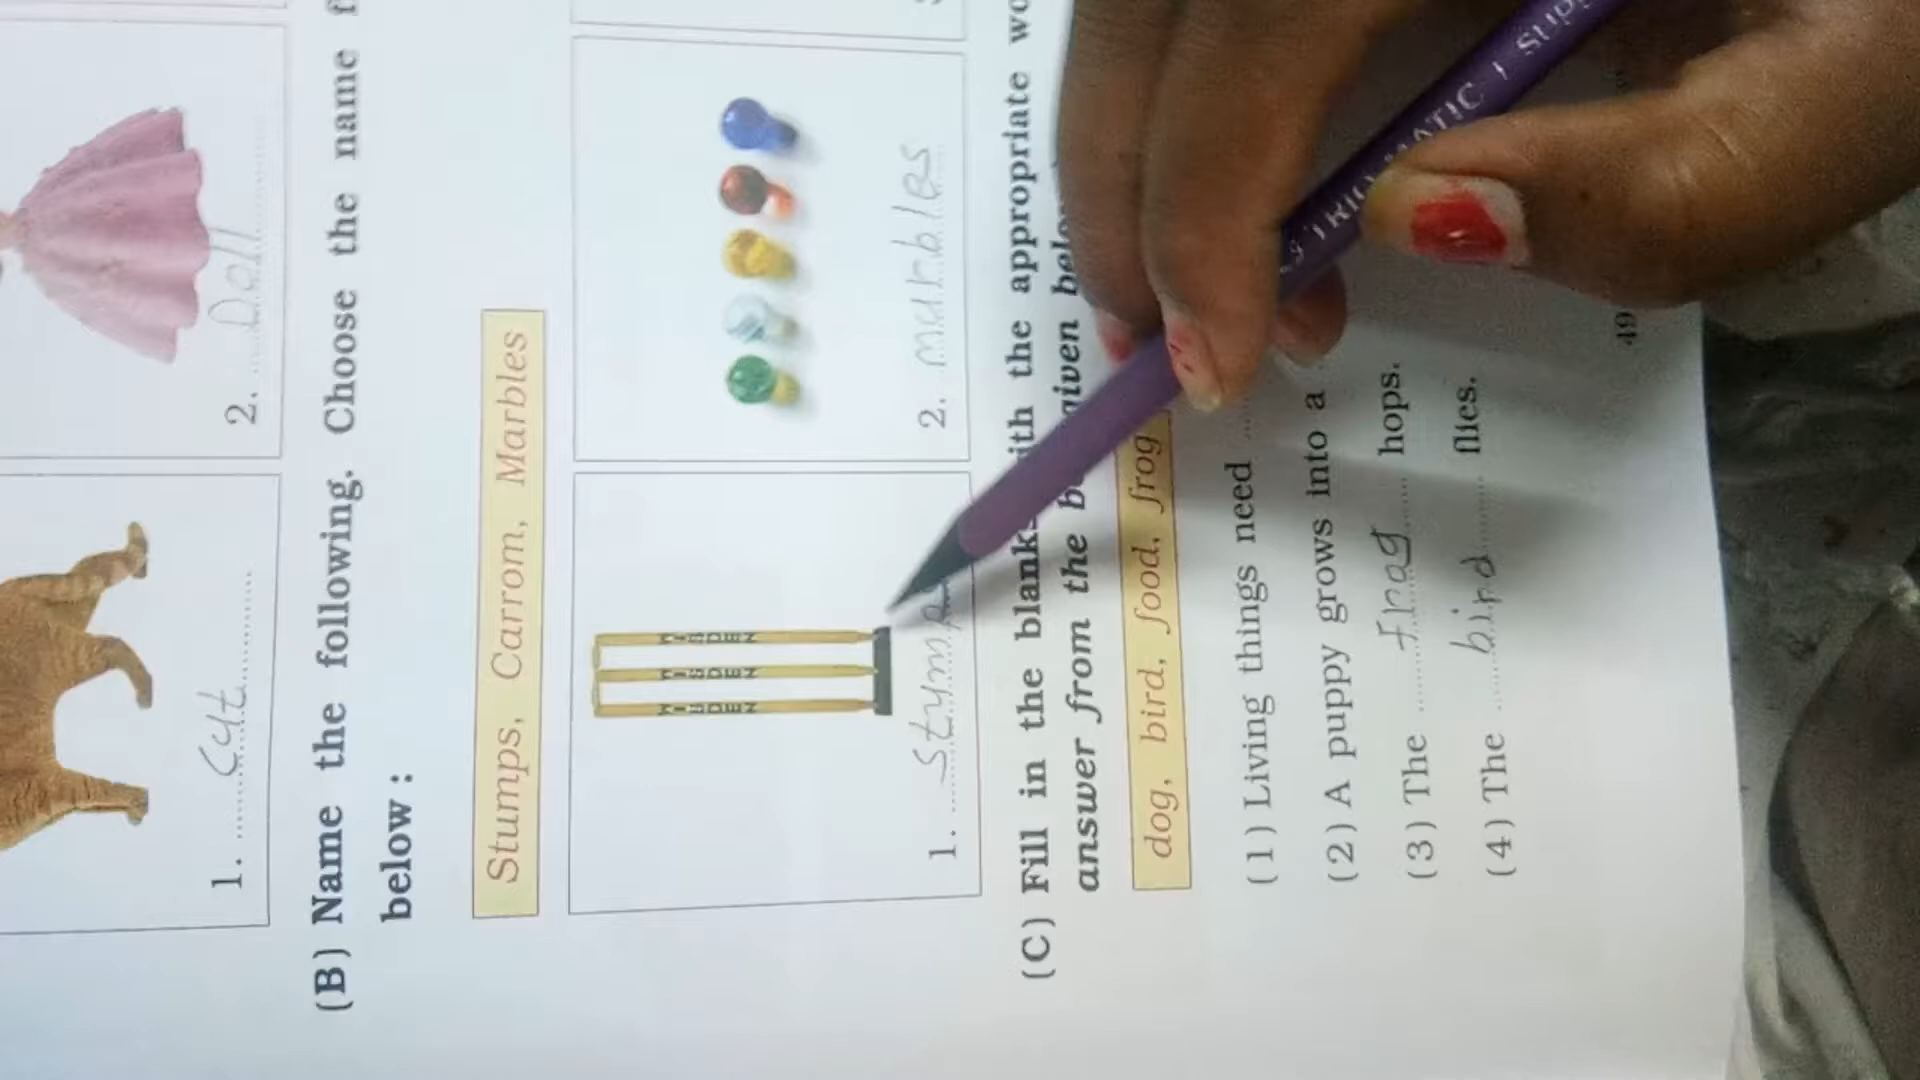 1. cat
2. Doll
(B) Name the following. Choose the name
below :
Stumps, Carrom, Marbles
1. stump
2. marbles
(C) Fill in the blank ith the appropriate
answer from the given
dog, bird, food, frog
(1) Living things need
(2) A puppy grows into a
(3) The frog hops.
(4) The bird flies.
49